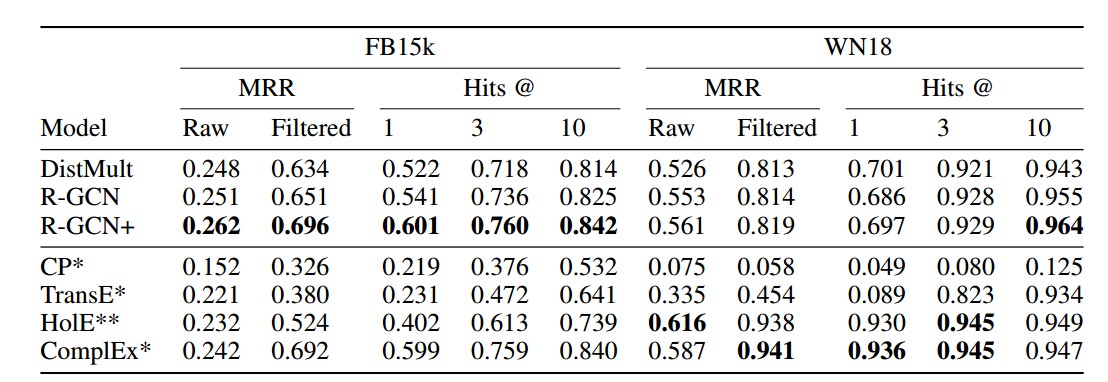 FB15k WN18
MRR Hits @ MRR Hits @
Model Raw Filtered 1 3 10 Raw Filtered 1 3 10
DistMult 0.248 0.634 0.522 0.718 0.814 0.526 0.813 0.701 0.921 0.943
R-GCN 0.251 0.651 0.541 0.736 0.825 0.553 0.814 0.686 0.928 0.955
R-GCN+ 0.262 0.696 0.601 0.760 0.842 0.561 0.819 0.697 0.929 0.964
CP* 0.152 0.326 0.219 0.376 0.532 0.075 0.058 0.049 0.080 0.125
TransE* 0.221 0.380 0.231 0.472 0.641 0.335 0.454 0.089 0.823 0.934
HolE** 0.232 0.524 0.402 0.613 0.739 0.616 0.938 0.930 0.945 0.949
ComplEx* 0.242 0.692 0.599 0.759 0.840 0.587 0.941 0.936 0.945 0.947